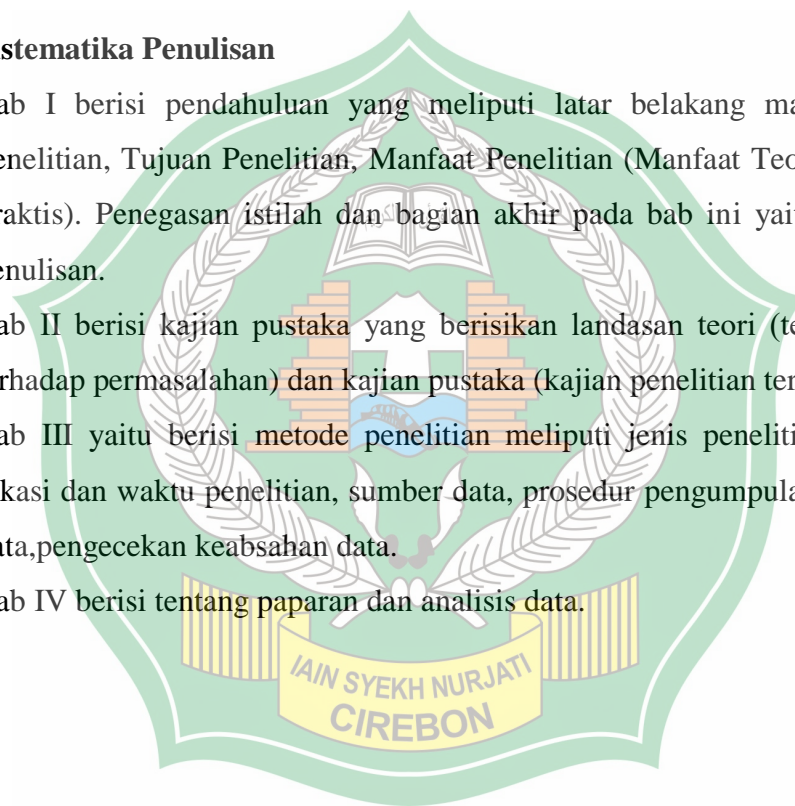 istematika Penulisan
ab I berisi pendahuluan yang meliputi latar belakang ma
enelitian, Tujuan Penelitian, Manfaat Penelitian (Manfaat Teo
raktis). Penegasan istilah dan bagian akhir pada bab ini yait
enulisan.
ab II berisi kajian pustaka yang berisikan landasan teori (te
rhadap permasalahan) dan kajian pustaka (kajian penelitian ter
ab III yaitu berisi metode penelitian meliputi jenis peneliti
kasi dan waktu penelitian, sumber data, prosedur pengumpula
ata,pengecekan keabsahan data.
ab IV berisi tentang paparan dan analisis data.
IAIN SYEKH NURJATI
CIREBON